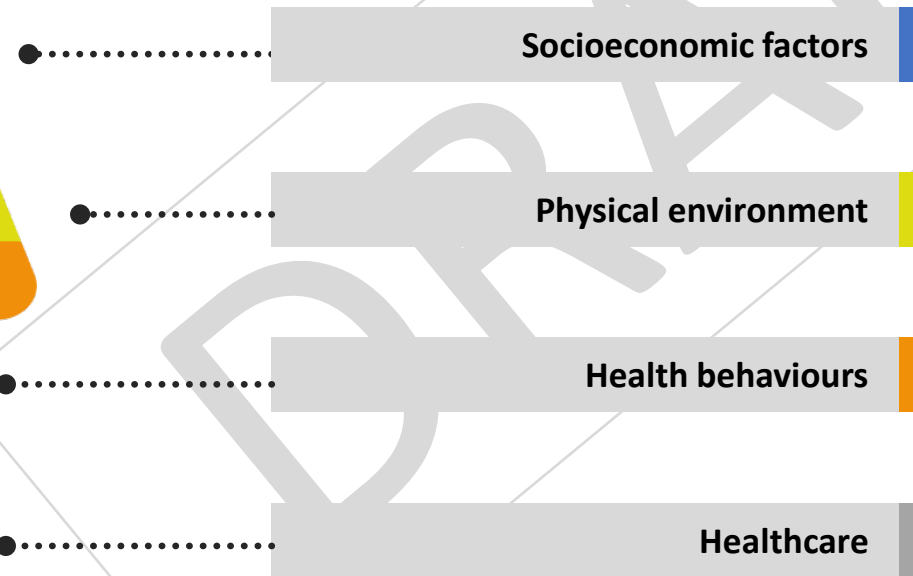 Socioeconomic factors
Physical environment
Health behaviours
Healthcare